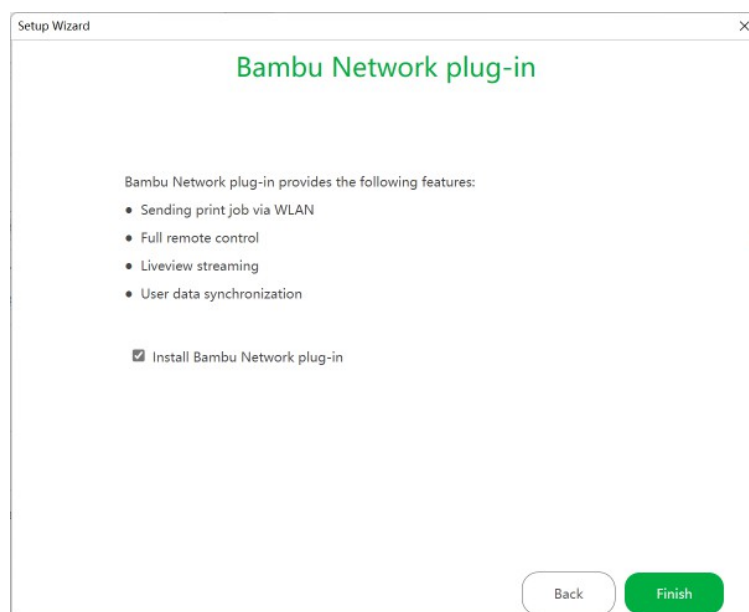 Setup Wizard
Bambu Network plug-in
Bambu Network plug-in provides the following features:
● Sending print job via WLAN
● Full remote control
● Liveview streaming
● User data synchronization
Install Bambu Network plug-in
Back
Finish